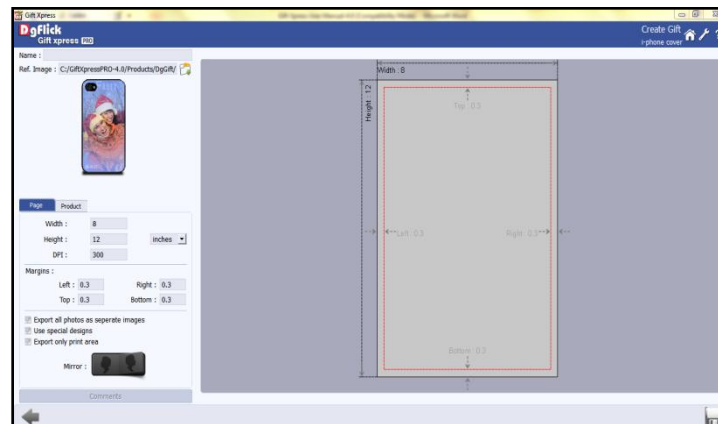 Gift Xpress
DgFlick
Gift xpress PRO
Create Gift
i-phone cover
Name :
Ref. Image : C:/GiftXpressPRO-4.0/Products/DgGift/
Page Product
Width : 8
Height : 12 inches
DPI : 300
Margins :
Left : 0.3 Right : 0.3
Top : 0.3 Bottom : 0.3
Export all photos as seperate images
Use special designs
Export only print area
Mirror :
Comments
Width : 8
Height : 12
Top : 0.3
Left : 0.3 Right : 0.3
Bottom : 0.3